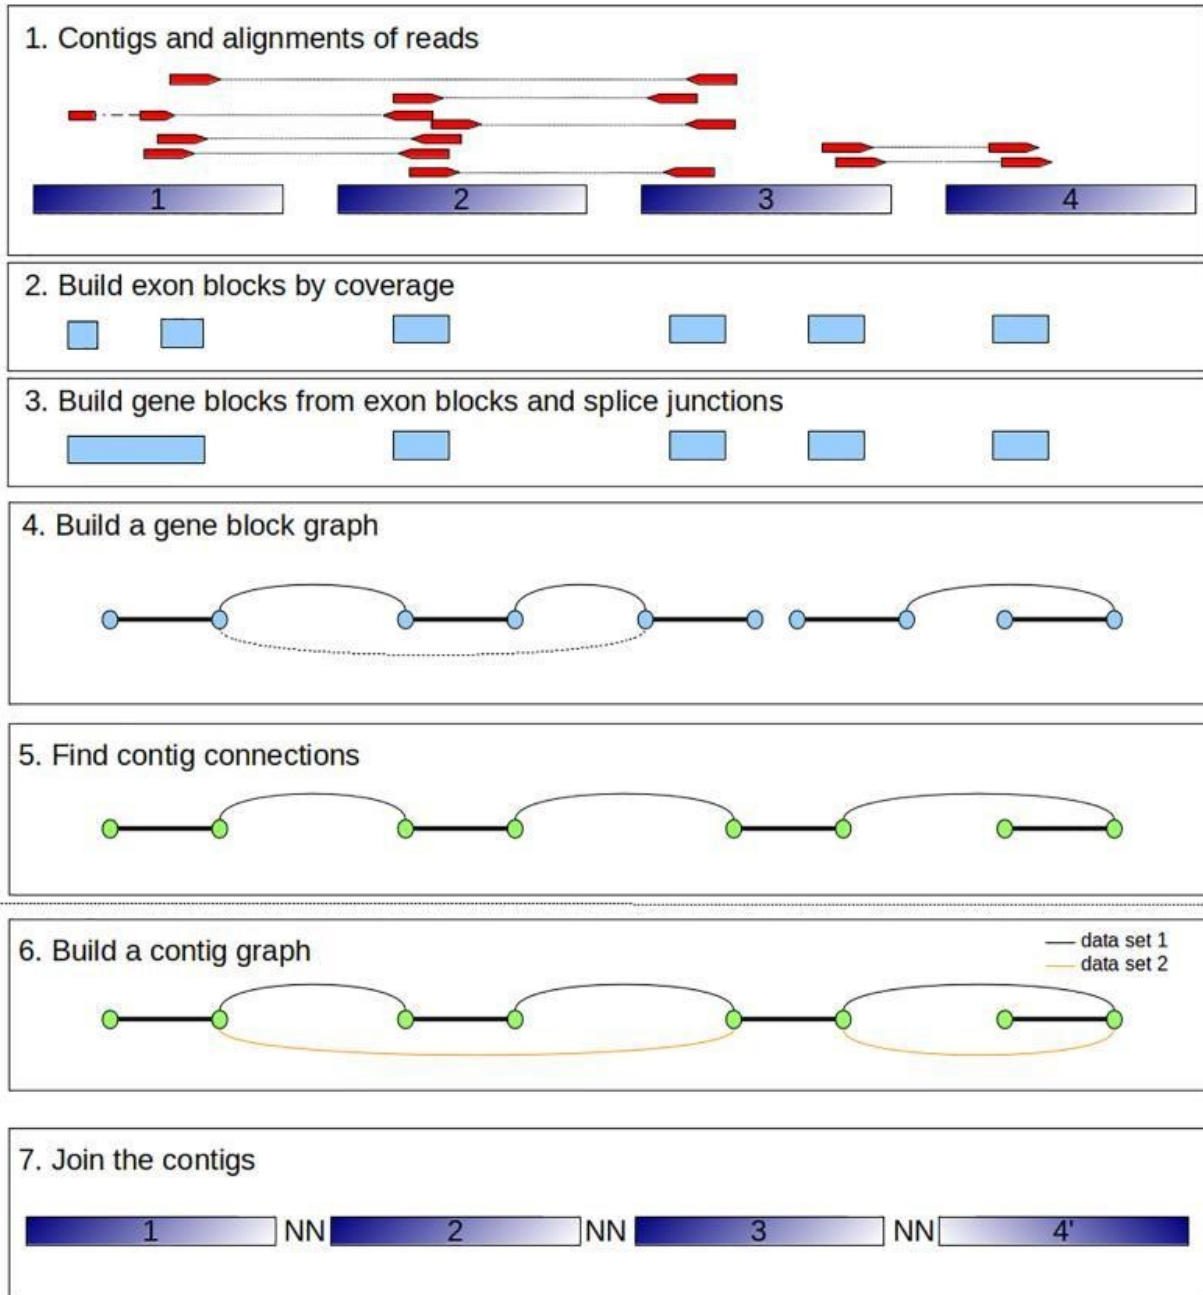 1. Contigs and alignments of reads
1 2 3 4
2. Build exon blocks by coverage
3. Build gene blocks from exon blocks and splice junctions
4. Build a gene block graph
5. Find contig connections
6. Build a contig graph
data set 1
data set 2
7. Join the contigs
1 NN 2 NN 3 NN 4'